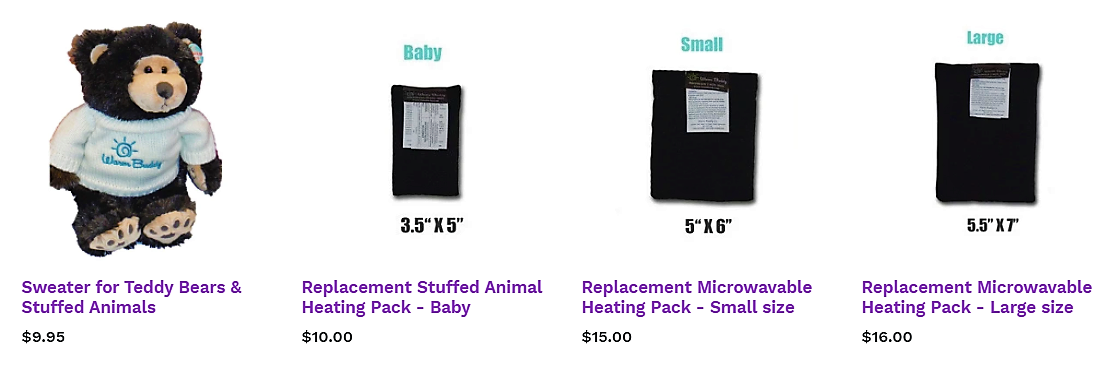 Warm Buddy
Baby
3.5“ X 5”
Small
5“ X 6”
Large
5.5” X 7”
Sweater for Teddy Bears &
Stuffed Animals
$9.95
Replacement Stuffed Animal
Heating Pack - Baby
$10.00
Replacement Microwavable
Heating Pack - Small size
$15.00
Replacement Microwavable
Heating Pack - Large size
$16.00